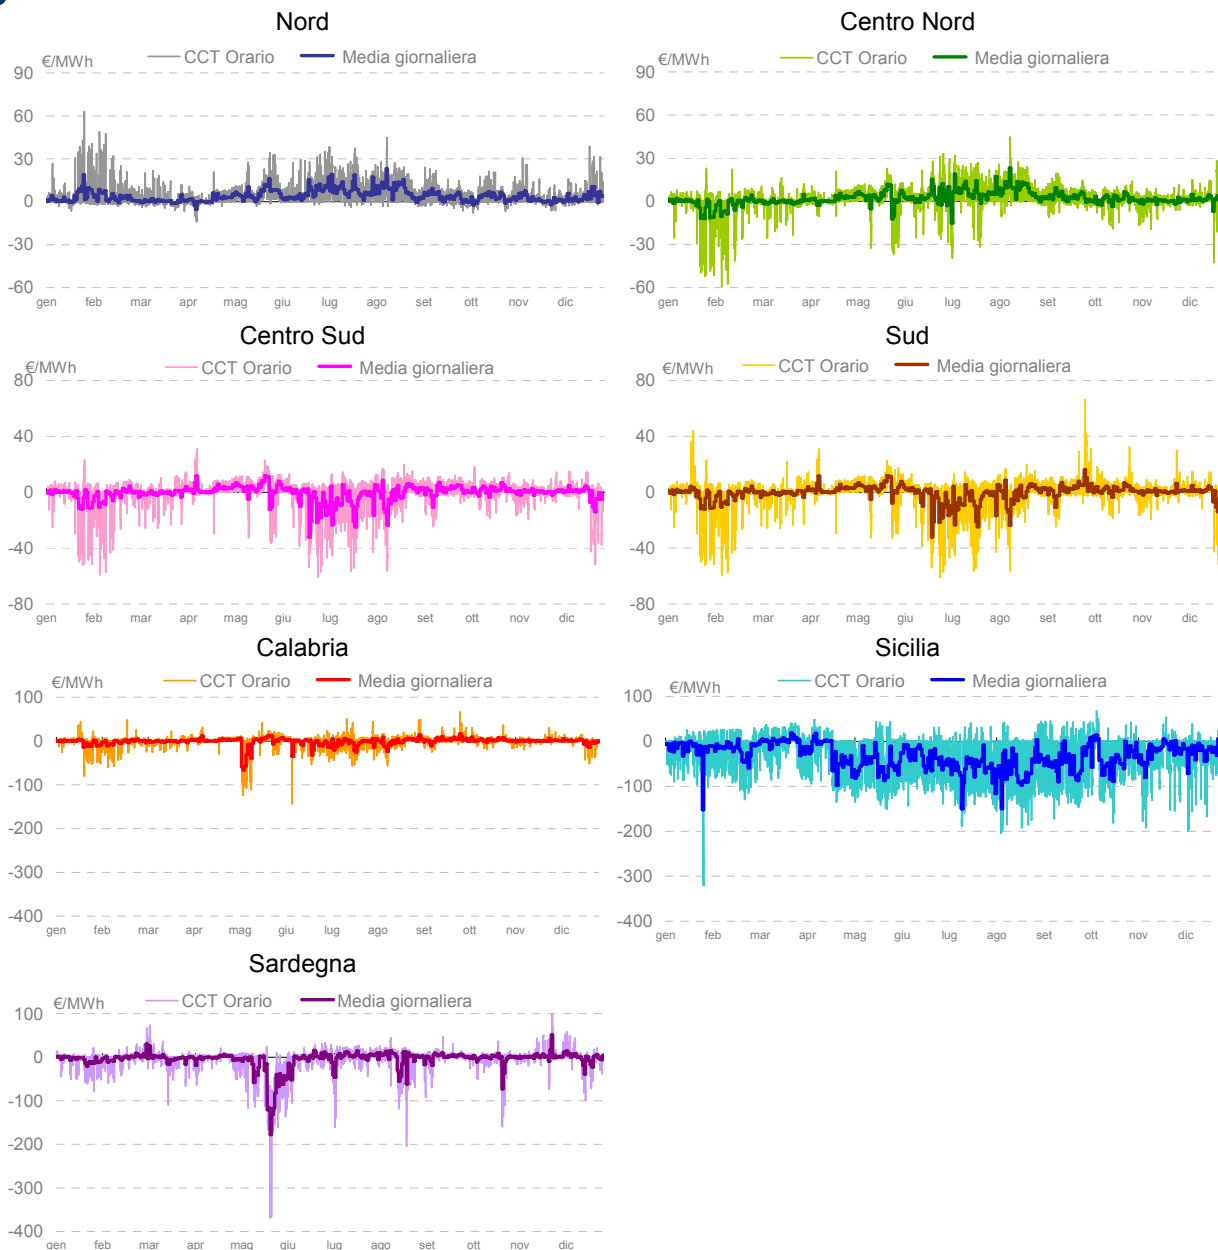 Nord
€/MWh
CCT Orario
Media giornaliera
90
60
30
0
-30
-60
gen feb mar apr mag giu lug ago set ott nov dic
Centro Nord
€/MWh
CCT Orario
Media giornaliera
90
60
30
0
-30
-60
gen feb mar apr mag giu lug ago set ott nov dic
Centro Sud
€/MWh
CCT Orario
Media giornaliera
80
40
0
-40
-80
gen feb mar apr mag giu lug ago set ott nov dic
Sud
€/MWh
CCT Orario
Media giornaliera
80
40
0
-40
-80
gen feb mar apr mag giu lug ago set ott nov dic
Calabria
€/MWh
CCT Orario
Media giornaliera
100
0
-100
-200
-300
-400
gen feb mar apr mag giu lug ago set ott nov dic
Sicilia
€/MWh
CCT Orario
Media giornaliera
100
0
-100
-200
-300
-400
gen feb mar apr mag giu lug ago set ott nov dic
Sardegna
€/MWh
CCT Orario
Media giornaliera
100
0
-100
-200
-300
-400
gen feb mar apr mag giu lug ago set ott nov dic